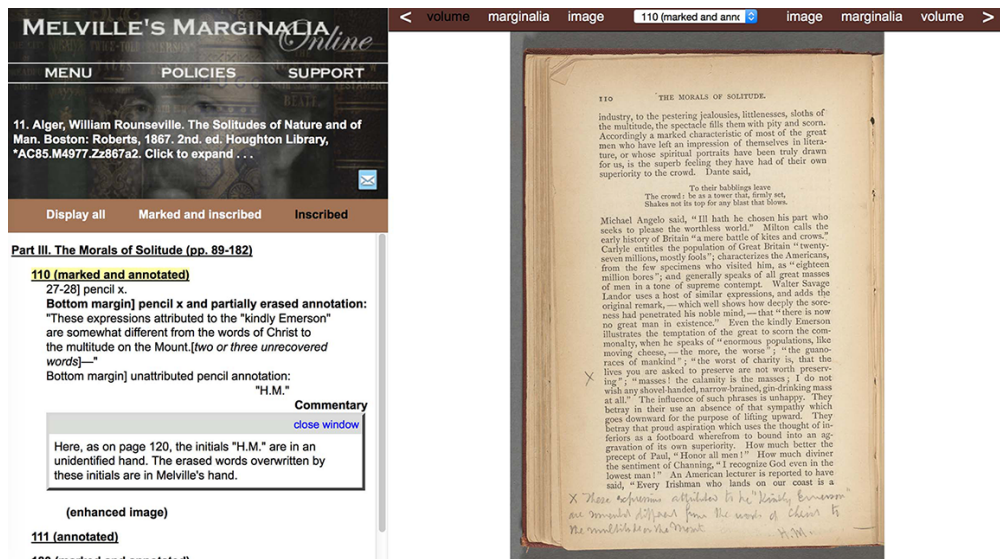 MELVILLE'S MARGINALIA
Online
MENU POLICIES SUPPORT
11. Alger, William Rounseville. The Solitudes of Nature and of
Man. Boston: Roberts, 1867. 2nd. ed. Houghton Library,
*AC85.M4977.Zz867a2. Click to expand . . .
Display all Marked and inscribed Inscribed
Part III. The Morals of Solitude (pp. 89-182)
110 (marked and annotated)
27-28] pencil x.
Bottom margin] pencil x and partially erased annotation:
"These expressions attributed to the "kindly Emerson"
are somewhat different from the words of Christ to
the multitude on the Mount.[two or three unrecovered
words]—"
Bottom margin] unattributed pencil annotation:
"H.M."
Commentary
close window
Here, as on page 120, the initials "H.M." are in an
unidentified hand. The erased words overwritten by
these initials are in Melville's hand.
(enhanced image)
111 (annotated)
< volume marginalia image 110 (marked and anno image marginalia volume >
110 THE MORALS OF SOLITUDE.
industry, to the pestering jealousies, littlenesses, sloths of
the multitude, the spectacle fills them with pity and scorn.
Accordingly a marked characteristic of most of the great
men who have left an impression of themselves in litera-
ture, or whose spiritual portraits have been truly drawn
for us, is the superb feeling they have had of their own
superiority to the crowd. Dante said,
To their babblings leave
The crowd: be as a tower that, firmly set,
Shakes not its top for any blast that blows.
Michael Angelo said, "Ill hath he chosen his part who
seeks to please the worthless world." Milton calls the
early history of Britain "a mere battle of kites and crows."
Carlyle entitles the population of Great Britain "twenty-
seven millions, mostly fools"; characterizes the Americans,
from the few specimens who visited him, as "eighteen
million bores"; and generally speaks of all great masses
of men in a tone of supreme contempt. Walter Savage
Landor uses a host of similar expressions, and adds the
original remark,—which well shows how deeply the sore-
ness had penetrated his noble mind,—that "there is now
no great man in existence." Even the kindly Emerson
illustrates the temptation of the great to scorn the com-
monalty, when he speaks of "enormous populations, like
moving cheese,—the more, the worse"; "the guano-
races of mankind"; "the worst of charity is, that the
lives you are asked to preserve are not worth preserv-
x ing"; "masses! the calamity is the masses; I do not
wish any shovel-handed, narrow-brained, gin-drinking mass
at all." The influence of such phrases is unhappy. They
betray in their use an absence of that sympathy which
goes downward for the purpose of lifting upward. They
betray that proud aspiration which uses the thought of in-
feriors as a footboard wherefrom to bound into an ag-
gravation of its own superiority. How much better the
precept of Paul, "Honor all men!" How much diviner
the sentiment of Channing, "I recognize God even in the
lowest man!" An American lecturer is reported to have
said, "Every Irishman who lands on our coast is a
x These expressions attributed to the "kindly Emerson"
are somewhat different from the words of Christ to
the multitude on the Mount.
H.M.